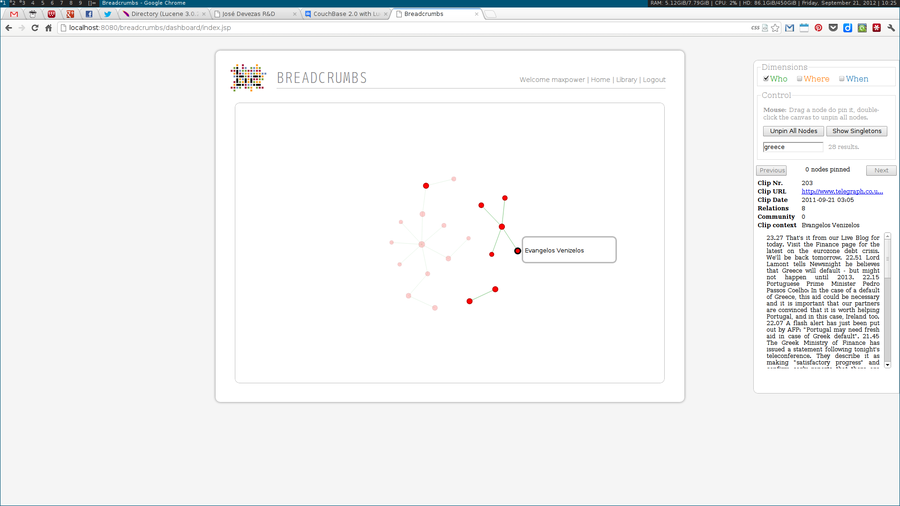 1 2 3 4 5 6 7 8 9 Breadcrumbs - Google Chrome RAM: 5.12GiB/7.79GiB | CPU: 2% | HD: 86.1GiB/450GiB | Friday, September 21, 2012 | 10:25
Directory (Lucene 3.0. José Devezas R&D CouchBase 2.0 with Lu Breadcrumbs
localhost:8080/breadcrumbs/dashboard/index.jsp
BREADCRUMBS
Welcome maxpower | Home | Library | Logout
Evangelos Venizelos
Dimensions
Who Where When
Control
Mouse: Drag a node do pin it, double-
click the canvas to unpin all nodes.
Unpin All Nodes Show Singletons
greece 28 results.
Previous 0 nodes pinned Next
Clip Nr. 203
Clip URL http://www.telegraph.co.u...
Clip Date 2011-09-21 03:05
Relations 8
Community 0
Clip context Evangelos Venizelos
23.27 That's it from our Live Blog for
today. Visit the Finance page for the
latest on the eurozone debt crisis.
We'll be back tomorrow. 22.51 Lord
Lamont tells Newsnight he believes
that Greece will default - but might
not happen until 2013. 22.15
Portuguese Prime Minister Pedro
Passos Coelho: In the case of a default
of Greece, this aid could be necessary
and it is important that our partners
are convinced that it is worth helping
Portugal, and in this case, Ireland too.
22.07 A flash alert has just been put
out by AFP: "Portugal may need fresh
aid in case of Greek default". 21.45
The Greek Ministry of Finance has
issued a statement following tonight's
teleconference. They describe it as
making "satisfactory progress" and